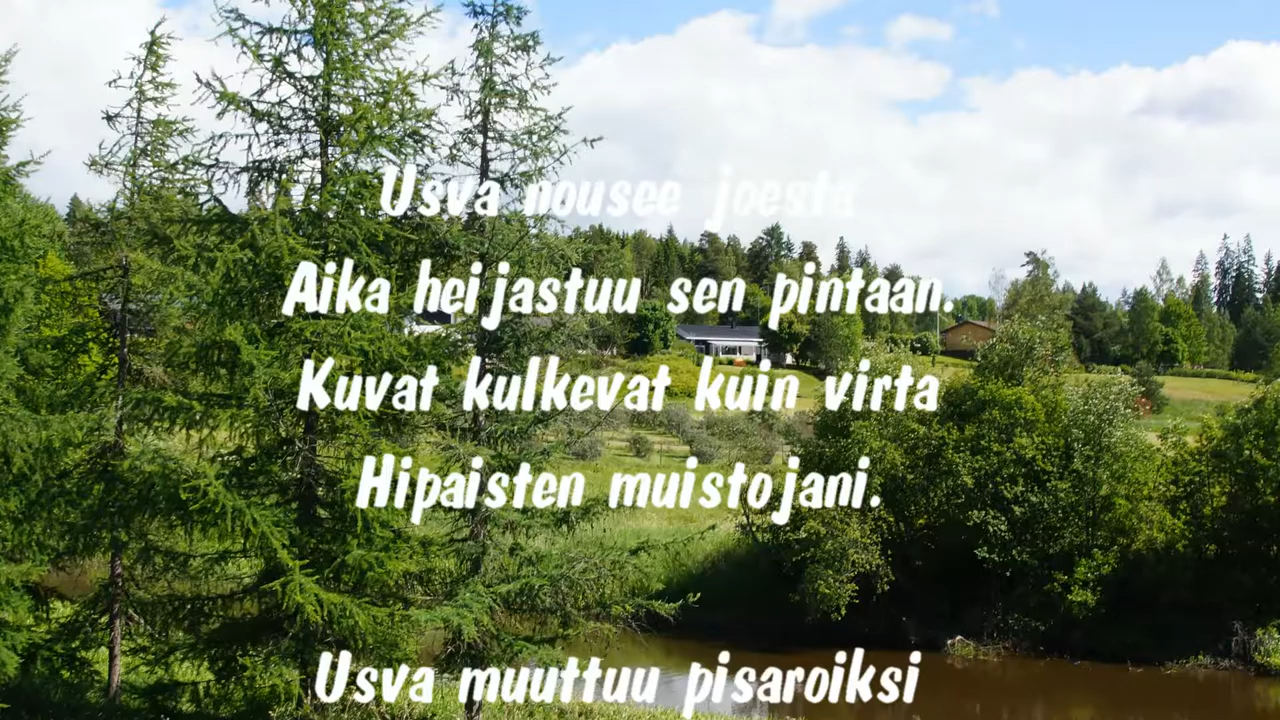 Usva nousee joesta
Aika heijastuu sen pintaan.
Kuvat kulkevat kuin virta
Hipaisten muistojani.
Usva muuttuu pisaroiksi